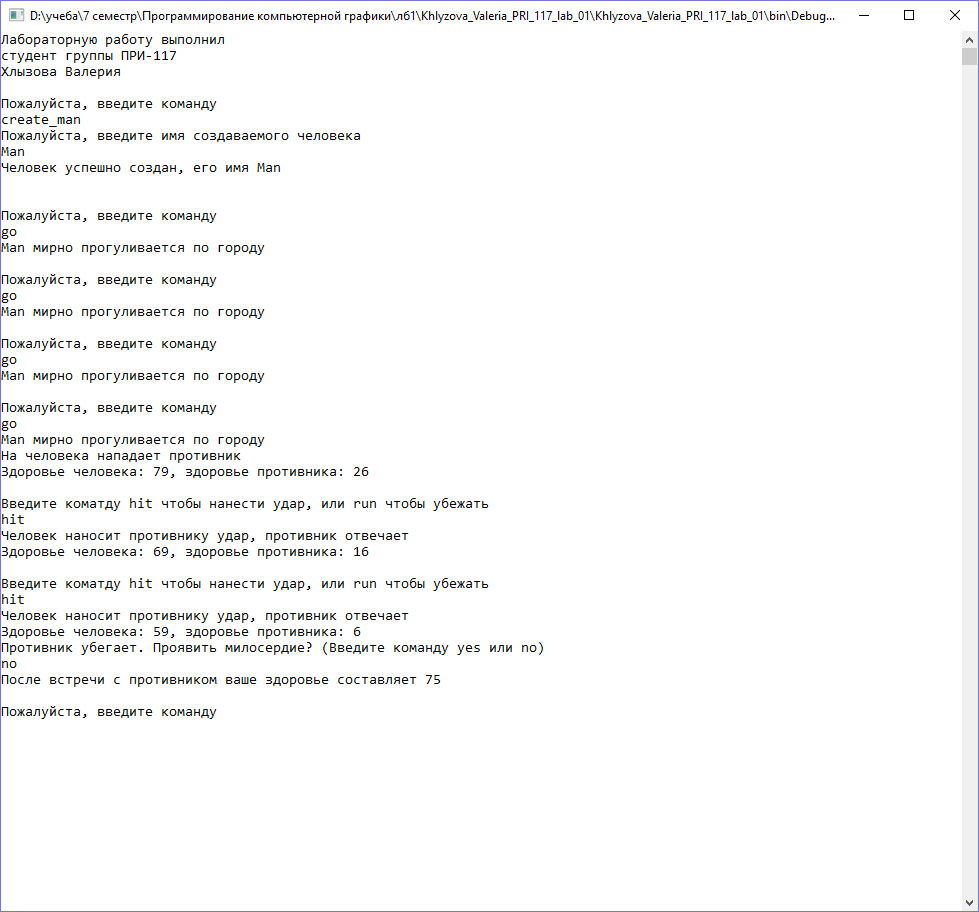 D:\учеба\7 семестр\Программирование компьютерной графики\лб1\Khlyzova_Valeria_PRI_117_lab_01\Khlyzova_Valeria_PRI_117_lab_01\bin\Debug...
Лабораторную работу выполнил
студент группы ПРИ-117
Хлызова Валерия
Пожалуйста, введите команду
create_man
Пожалуйста, введите имя создаваемого человека
Man
Человек успешно создан, его имя Man
Пожалуйста, введите команду
go
Man мирно прогуливается по городу
Пожалуйста, введите команду
go
Man мирно прогуливается по городу
Пожалуйста, введите команду
go
Man мирно прогуливается по городу
Пожалуйста, введите команду
go
Man мирно прогуливается по городу
На человека нападает противник
Здоровье человека: 79, здоровье противника: 26
Введите коматду hit чтобы нанести удар, или run чтобы убежать
hit
Человек наносит противнику удар, противник отвечает
Здоровье человека: 69, здоровье противника: 16
Введите коматду hit чтобы нанести удар, или run чтобы убежать
hit
Человек наносит противнику удар, противник отвечает
Здоровье человека: 59, здоровье противника: 6
Противник убегает. Проявить милосердие? (Введите команду yes или no)
no
После встречи с противником ваше здоровье составляет 75
Пожалуйста, введите команду